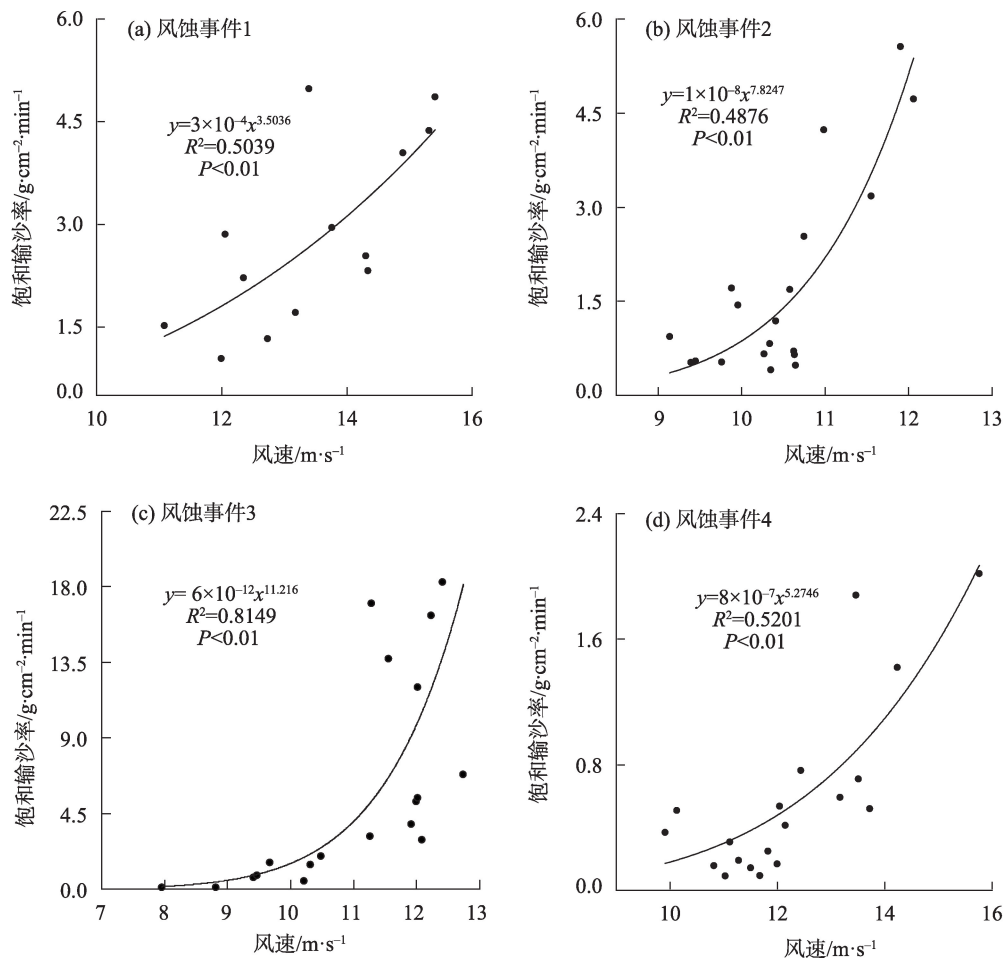 (a) 风蚀事件1
6.0
4.5
3.0
1.5
0.0
饱和输沙率/g·cm⁻²·min⁻¹
y=3×10⁻⁴x³·⁵⁰³⁶
R²=0.5039
P<0.01
10 12 14 16
风速/m·s⁻¹
(b) 风蚀事件2
6.0
4.5
3.0
1.5
0.0
饱和输沙率/g·cm⁻²·min⁻¹
y=1×10⁻⁸x⁷·⁸²⁴⁷
R²=0.4876
P<0.01
9 10 11 12 13
风速/m·s⁻¹
(c) 风蚀事件3
22.5
18.0
13.5
9.0
4.5
0.0
饱和输沙率/g·cm⁻²·min⁻¹
y= 6×10⁻¹²x¹¹·²¹⁶
R²=0.8149
P<0.01
7 8 9 10 11 12 13
风速/m·s⁻¹
(d) 风蚀事件4
2.4
1.6
0.8
0.0
饱和输沙率/g·cm⁻²·min⁻¹
y=8×10⁻⁷x⁵·²⁷⁴⁶
R²=0.5201
P<0.01
10 12 14 16
风速/m·s⁻¹